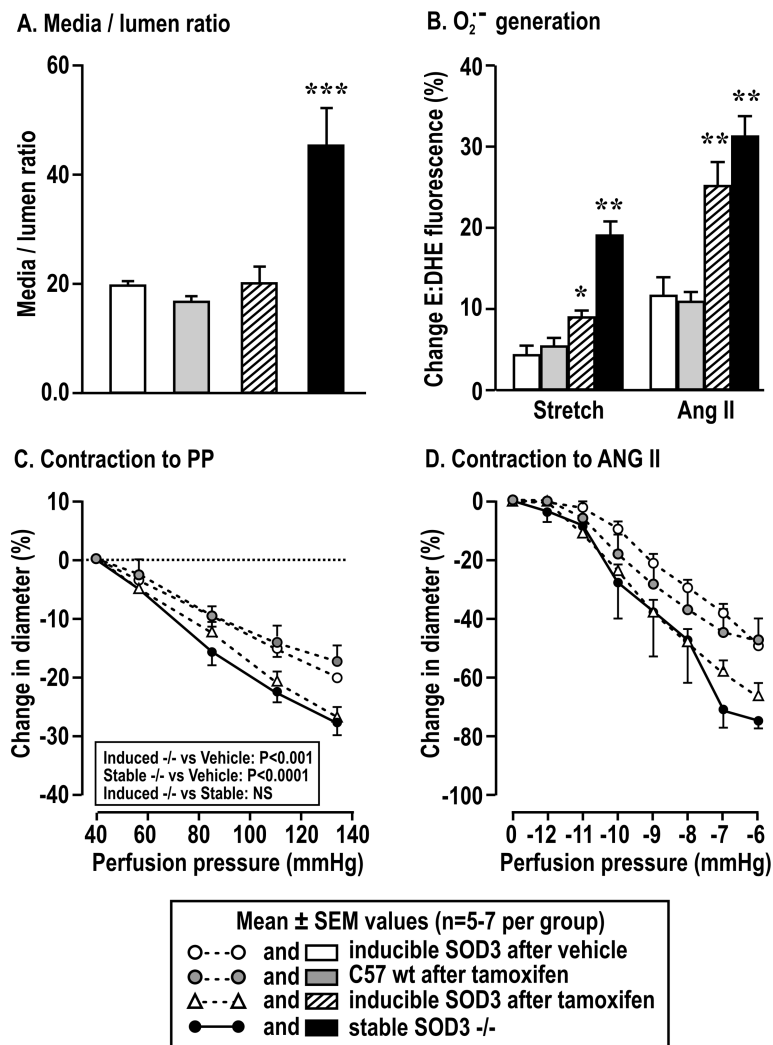 A. Media / lumen ratio
60
40
20
0.0
Media / lumen ratio
***
B. O₂·⁻ generation
40
30
20
10
0
Change E:DHE fluorescence (%)
*
**
**
**
Stretch
Ang II
C. Contraction to PP
10
0
-10
-20
-30
-40
Change in diameter (%)
Induced -/- vs Vehicle: P<0.001
Stable -/- vs Vehicle: P<0.0001
Induced -/- vs Stable: NS
40 60 80 100 120 140
Perfusion pressure (mmHg)
D. Contraction to ANG II
0
-20
-40
-60
-80
-100
Change in diameter (%)
0 -12 -11 -10 -9 -8 -7 -6
Perfusion pressure (mmHg)
Mean ± SEM values (n=5-7 per group)
and inducible SOD3 after vehicle
and C57 wt after tamoxifen
and inducible SOD3 after tamoxifen
and stable SOD3 -/-